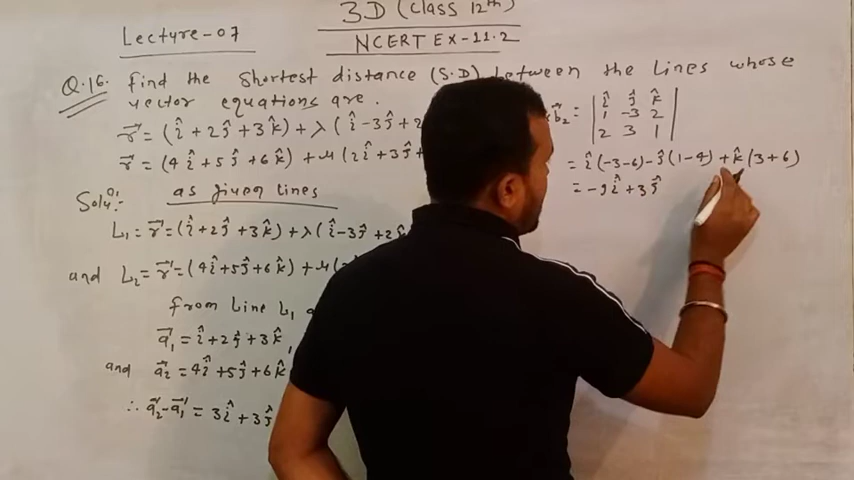 3D (Class 12th)
Lecture-07
NCERT EX-11.2
Q.16. find the Shortest distance (S.D) between the Lines whose
vector equations are.
r⃗ = (î+2ĵ+3k̂) + λ(î-3ĵ+2
r⃗ = (4î+5ĵ+6k̂) + μ(2î+3ĵ+
Solun:- as given lines
L₁ = r⃗ = (î+2ĵ+3k̂) + λ(î-3ĵ+2k̂
and L₂ = r⃗ = (4î+5ĵ+6k̂) + μ(
from Line L₁
a⃗₁ = î+2ĵ+3k̂,
and a⃗₂ = 4î+5ĵ+6k̂
∴ a⃗₂-a⃗₁ = 3î+3ĵ
b⃗₂ = | î ĵ k̂ |
| 1 -3 2 |
| 2 3 1 |
= î(-3-6)-ĵ(1-4)+k̂(3+6)
= -9î+3ĵ